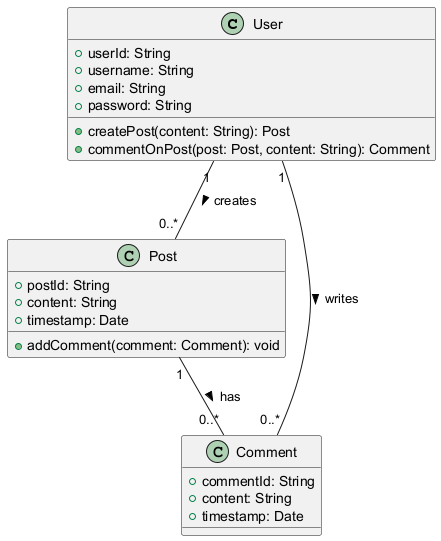 C User
userId: String
username: String
email: String
password: String
createPost(content: String): Post
commentOnPost(post: Post, content: String): Comment
1
1
creates
0..*
C Post
postId: String
content: String
timestamp: Date
addComment(comment: Comment): void
writes
1
has
0..*
0..*
C Comment
commentId: String
content: String
timestamp: Date